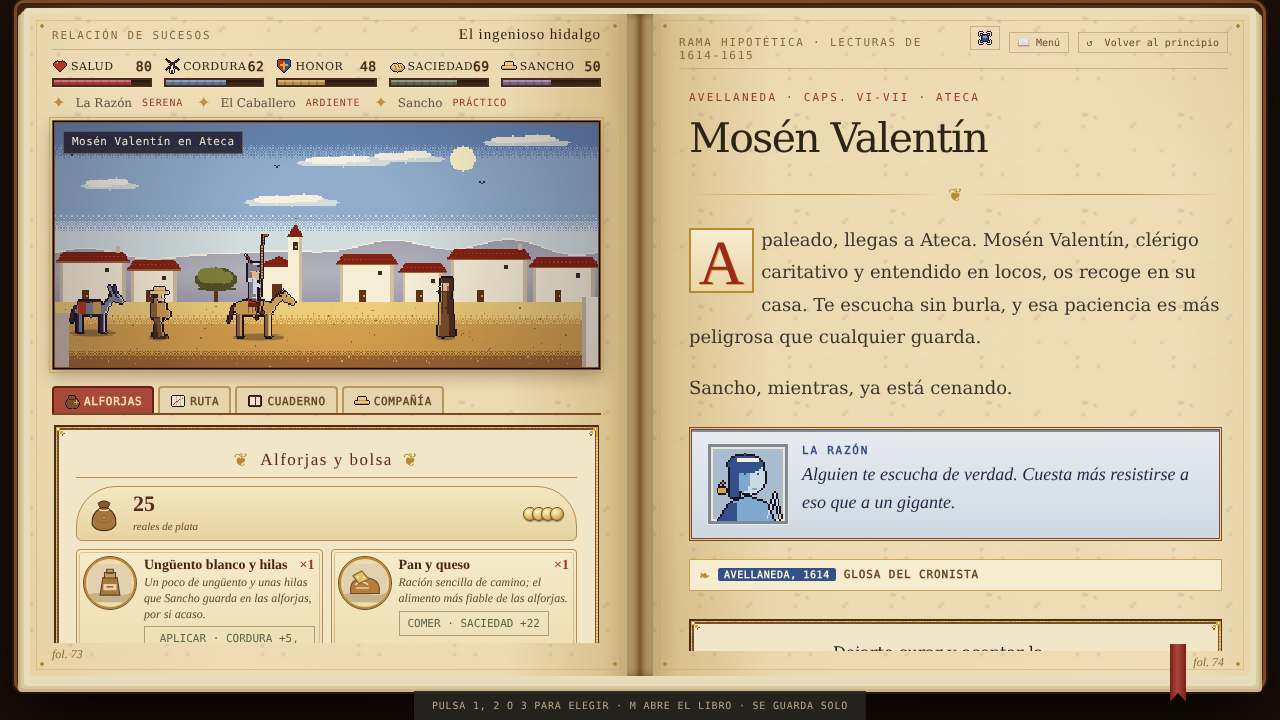 RELACIÓN DE SUCESOS
El ingenioso hidalgo
SALUD 80
CORDURA 62
HONOR 48
SACIEDAD 69
SANCHO 50
La Razón SERENA
El Caballero ARDIENTE
Sancho PRÁCTICO
Mosén Valentín en Ateca
ALFORJAS
RUTA
CUADERNO
COMPAÑÍA
Alforjas y bolsa
25
reales de plata
Ungüento blanco y hilas ×1
Un poco de ungüento y unas hilas
que Sancho guarda en las alforjas,
por si acaso.
APLICAR · CORDURA +5,
Pan y queso ×1
Ración sencilla de camino; el
alimento más fiable de las alforjas.
COMER · SACIEDAD +22
fol. 73
RAMA HIPOTÉTICA · LECTURAS DE
1614-1615
Menú
↺ Volver al principio
AVELLANEDA · CAPS. VI-VII · ATECA
Mosén Valentín
Apaleado, llegas a Ateca. Mosén Valentín, clérigo
caritativo y entendido en locos, os recoge en su
casa. Te escucha sin burla, y esa paciencia es más
peligrosa que cualquier guarda.
Sancho, mientras, ya está cenando.
LA RAZÓN
Alguien te escucha de verdad. Cuesta más resistirse a
eso que a un gigante.
AVELLANEDA, 1614 GLOSA DEL CRONISTA
Dejarte curar y aceptar la
fol. 74
PULSA 1, 2 O 3 PARA ELEGIR · M ABRE EL LIBRO · SE GUARDA SOLO